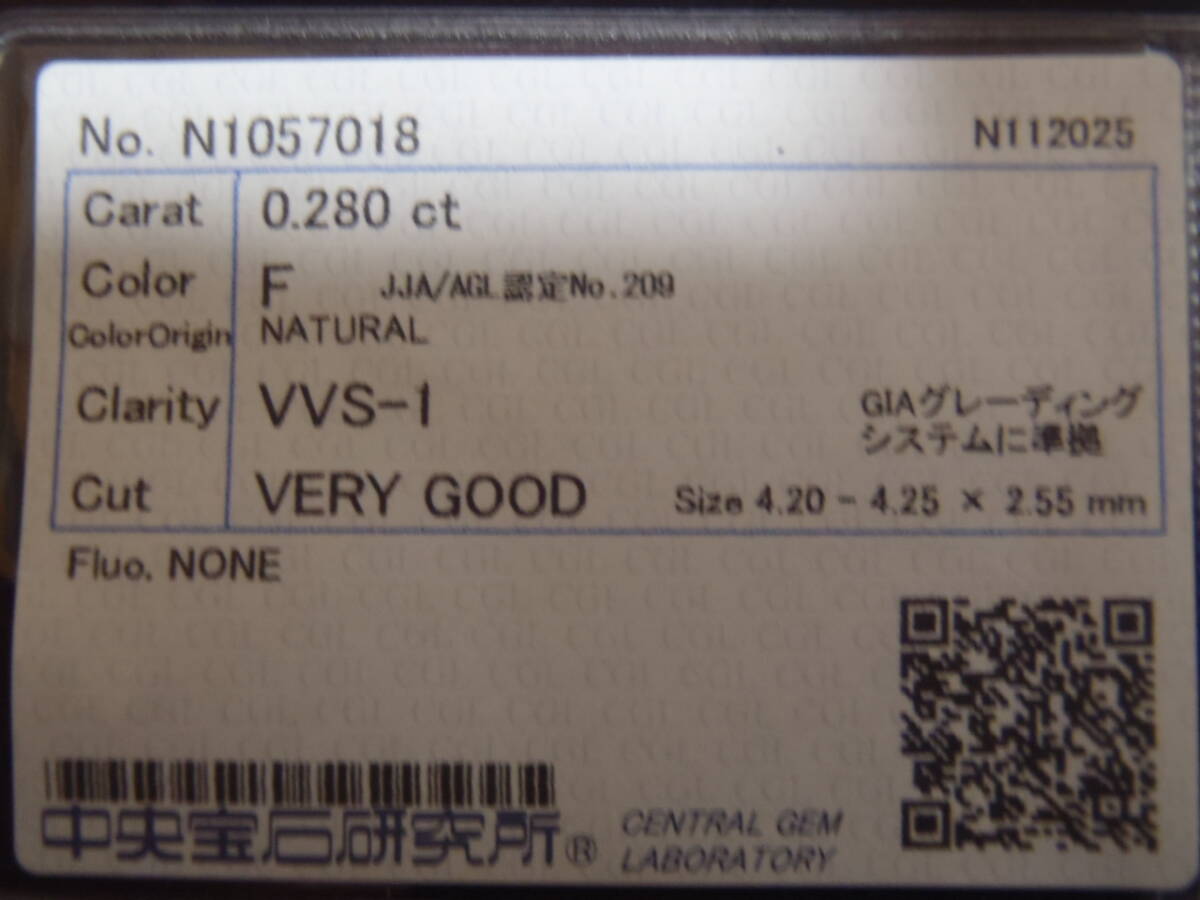 No. N1057018 N112025
Carat 0.280 ct
Color F JJA/AGL認定No.209
ColorOrigin NATURAL
Clarity VVS-1 GIAグレーディング
システムに準拠
Cut VERY GOOD Size 4.20 - 4.25 × 2.55 mm
Fluo. NONE
中央宝石研究所® CENTRAL GEM
LABORATORY